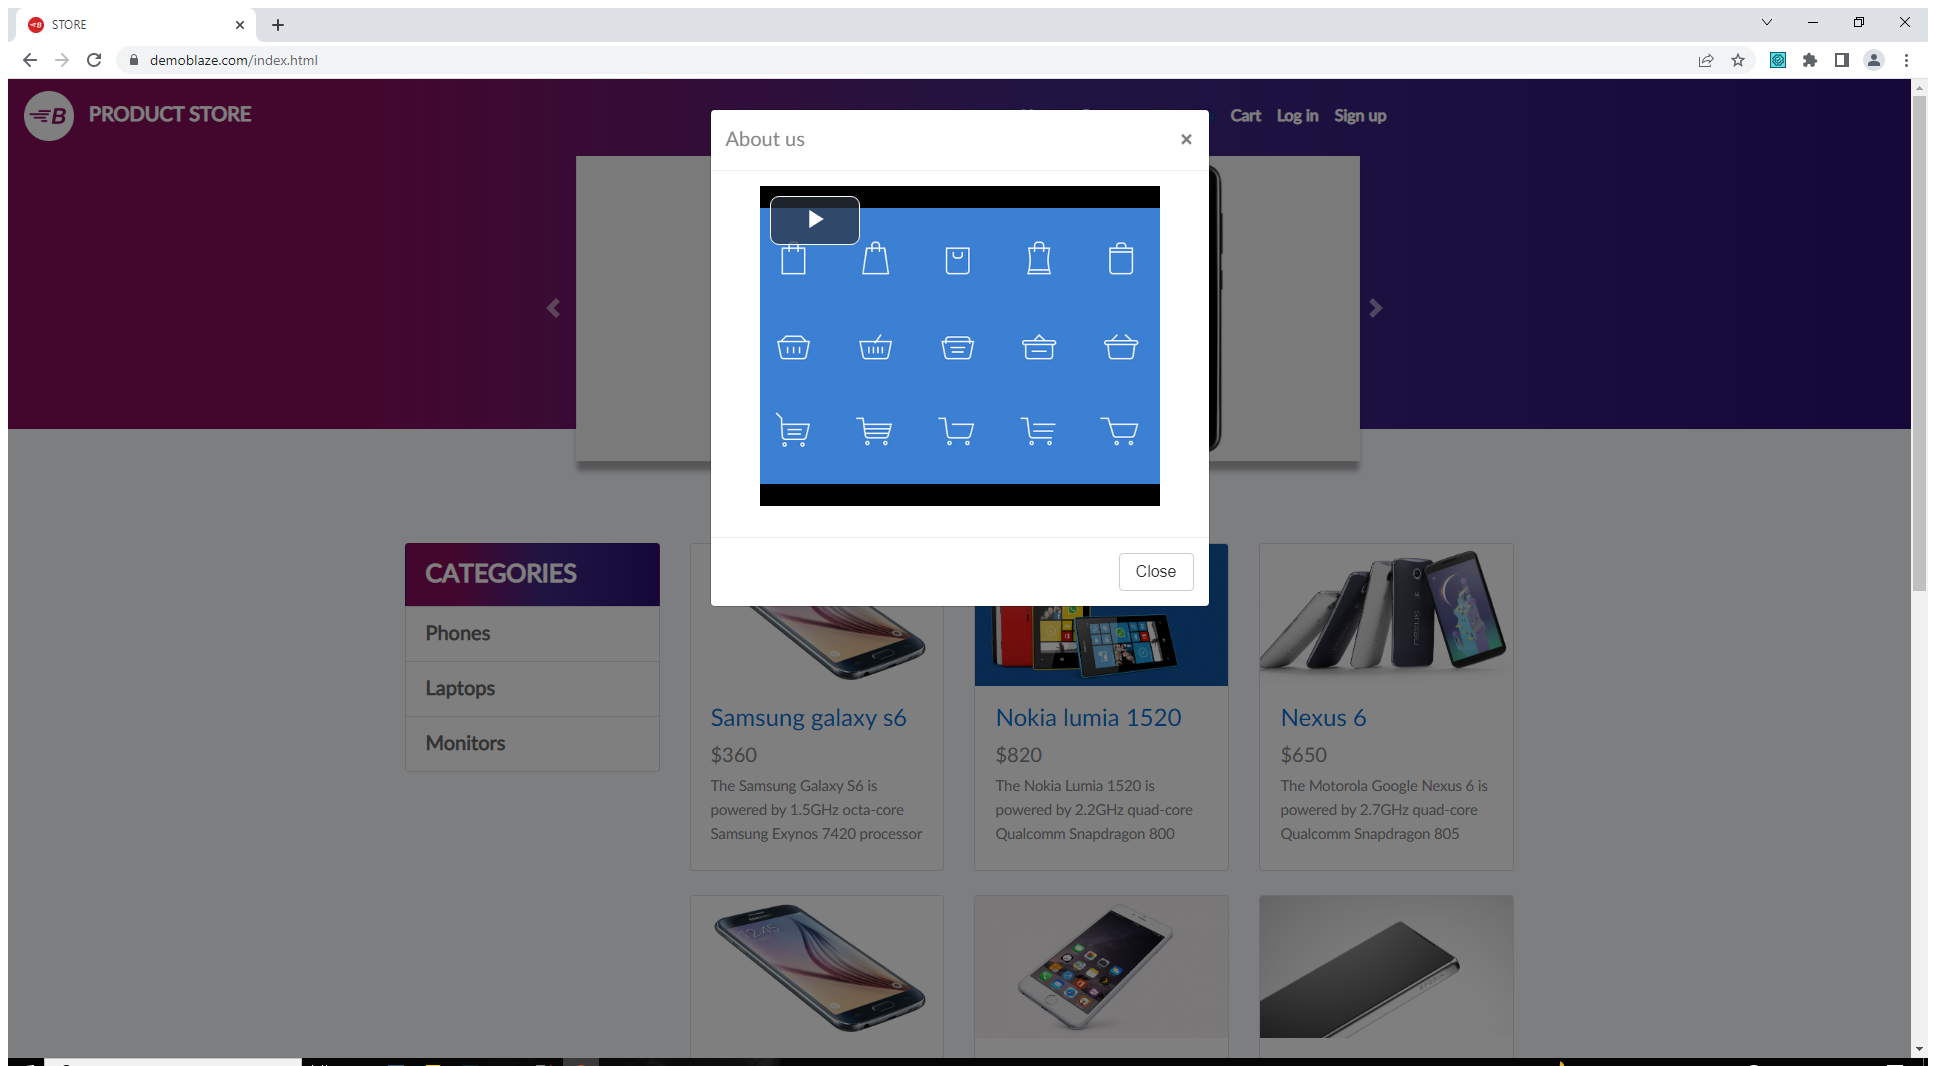 STORE
demoblaze.com/index.html
B PRODUCT STORE
Cart Log in Sign up
About us
Close
CATEGORIES
Phones
Laptops
Monitors
Samsung galaxy s6
$360
The Samsung Galaxy S6 is
powered by 1.5GHz octa-core
Samsung Exynos 7420 processor
Nokia lumia 1520
$820
The Nokia Lumia 1520 is
powered by 2.2GHz quad-core
Qualcomm Snapdragon 800
Nexus 6
$650
The Motorola Google Nexus 6 is
powered by 2.7GHz quad-core
Qualcomm Snapdragon 805
12:45